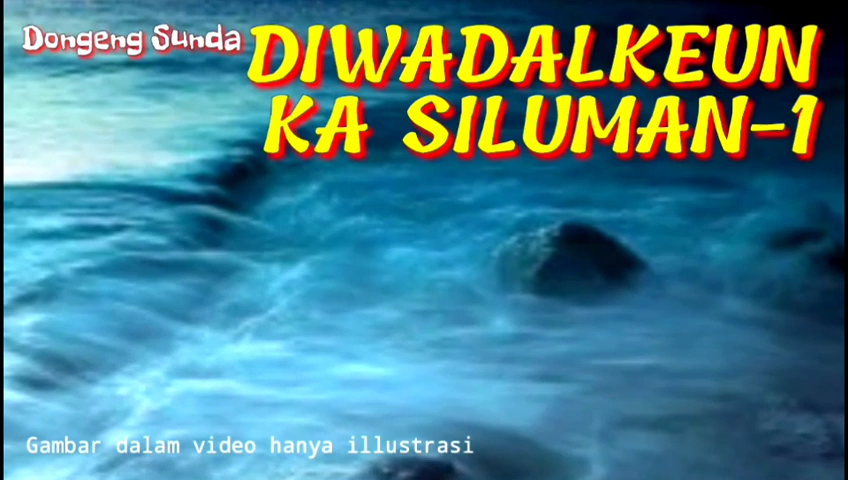 Dongeng Sunda
DIWADALKEUN
KA SILUMAN-1
Gambar dalam video hanya illustrasi